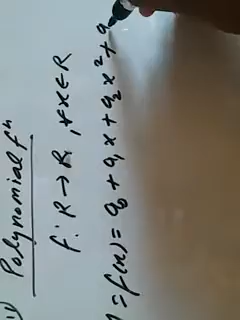 1) Polynomial fⁿ
f: R → R, ∀x∈R
= f(x) = a₀ + a₁x + a₂x² + a